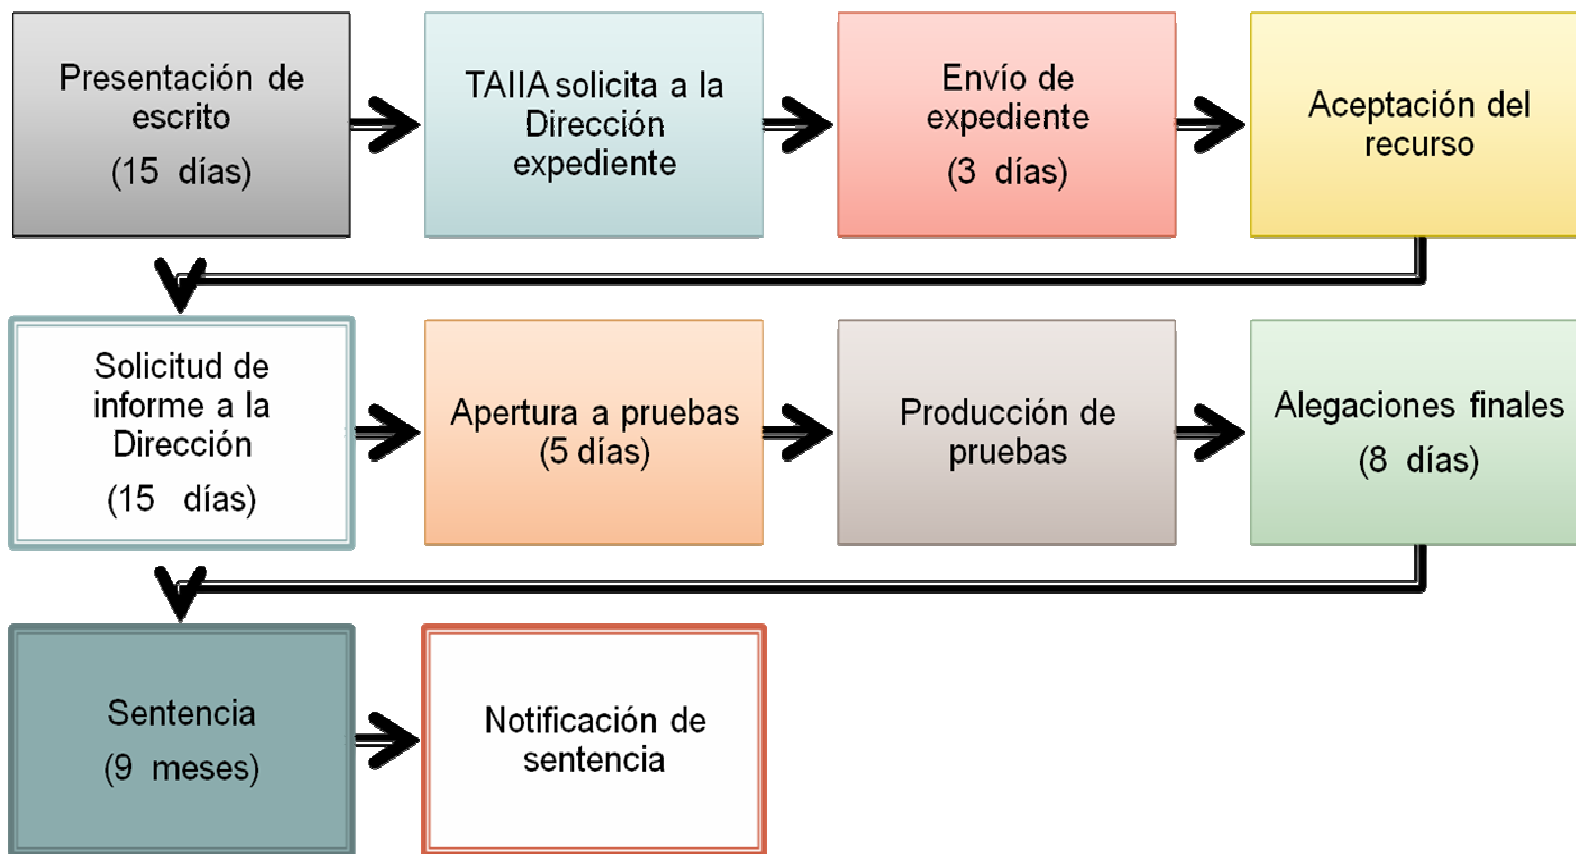 Presentación de
escrito
(15 días)
TAIIA solicita a la
Dirección
expediente
Envío de
expediente
(3 días)
Aceptación del
recurso
Solicitud de
informe a la
Dirección
(15 días)
Apertura a pruebas
(5 días)
Producción de
pruebas
Alegaciones finales
(8 días)
Sentencia
(9 meses)
Notificación de
sentencia